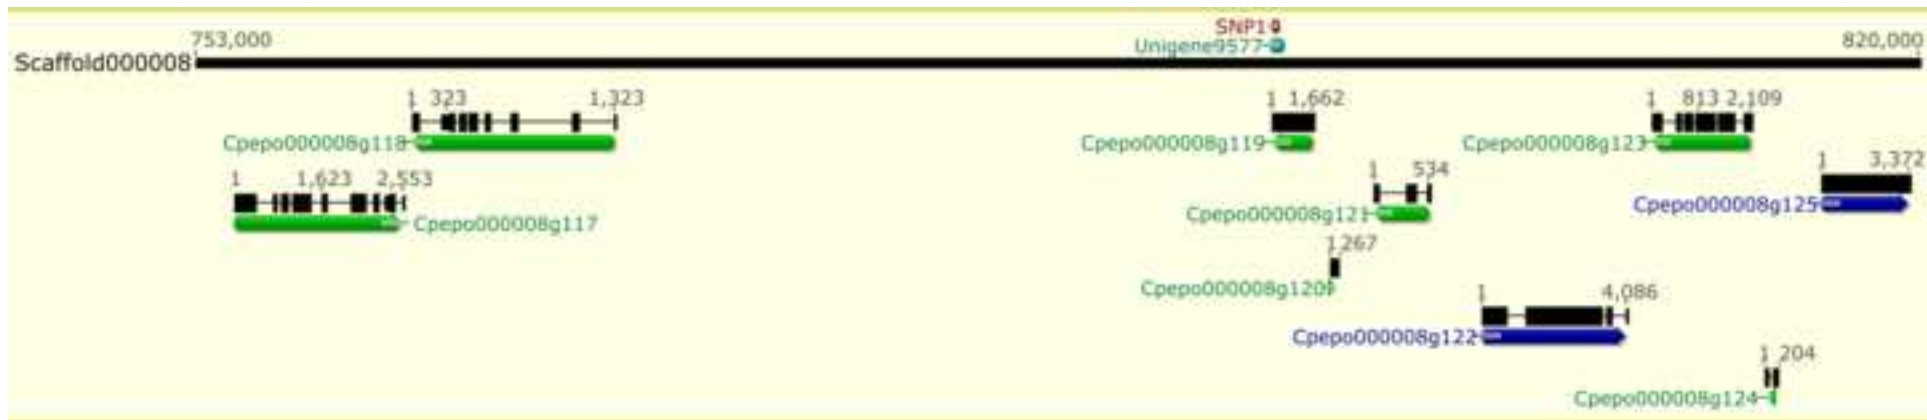 SNP1
753,000
Unigene9577
820,000
Scaffold000008
1 323 1,323
1 1,662
1 813 2,109
Cpepo000008g118
Cpepo000008g119
Cpepo000008g123
1 3,372
1 534
1 1,623 2,553
Cpepo000008g125
Cpepo000008g121
Cpepo000008g117
1267
Cpepo000008g120
1 4,086
Cpepo000008g122
1 204
Cpepo000008g124